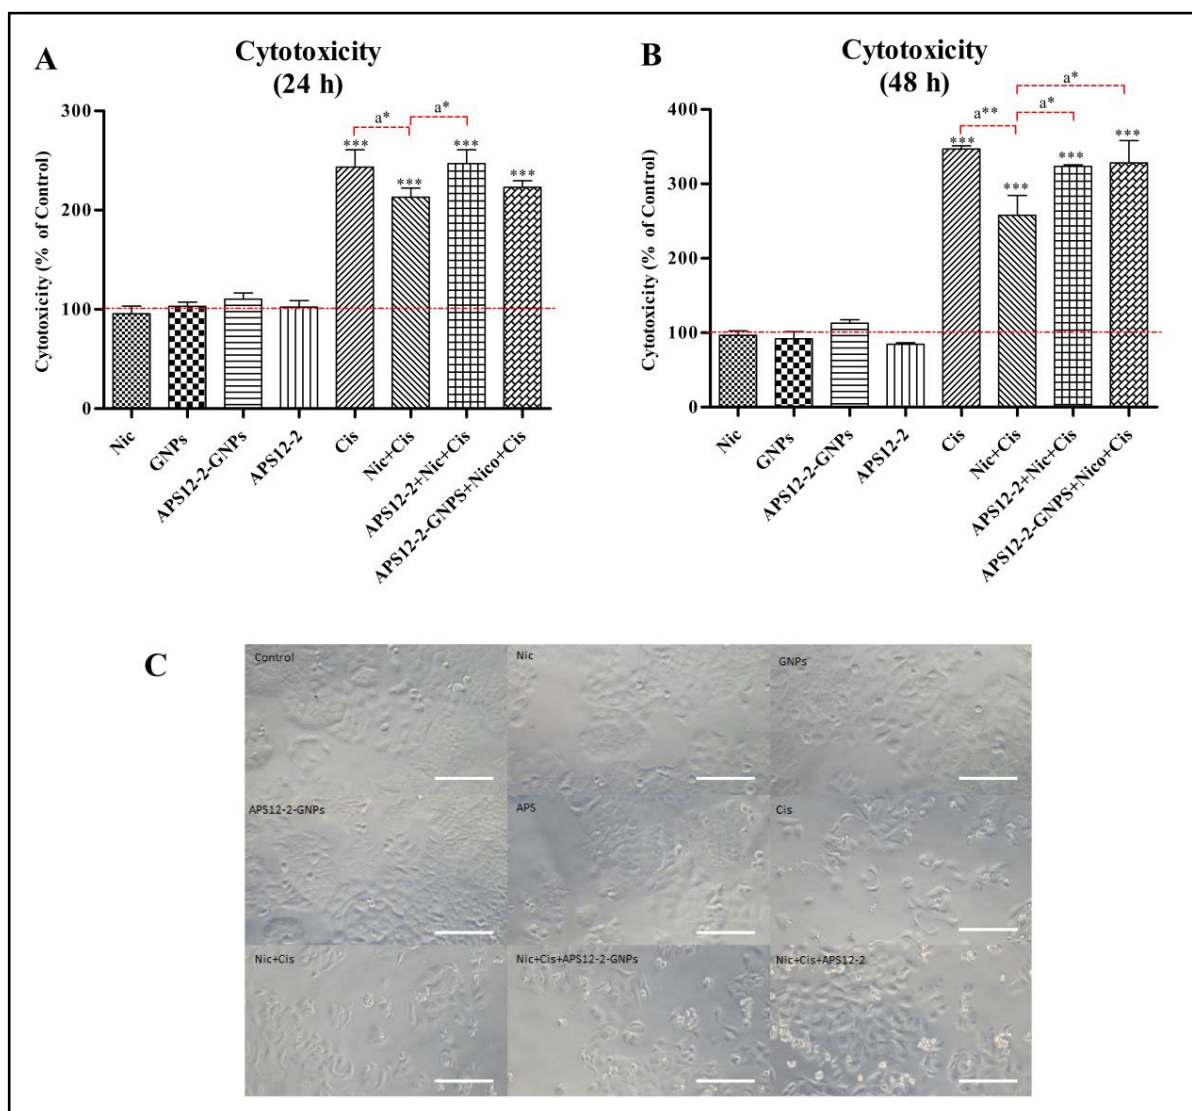 A
Cytotoxicity
(24 h)
Cytotoxicity (% of Control)
300
200
100
0
a*
a*
***
***
***
***
Nic
GNPs
APS12-2-GNPs
APS12-2
Cis
Nic+Cis
APS12-2+Nic+Cis
APS12-2-GNPS+Nico+Cis
B
Cytotoxicity
(48 h)
Cytotoxicity (% of Control)
400
300
200
100
0
a*
a**
a*
***
***
***
***
Nic
GNPs
APS12-2-GNPs
APS12-2
Cis
Nic+Cis
APS12-2+Nic+Cis
APS12-2-GNPS+Nico+Cis
C
Control
Nic
GNPs
APS12-2-GNPs
APS
Cis
Nic+Cis
Nic+Cis+APS12-2-GNPs
Nic+Cis+APS12-2